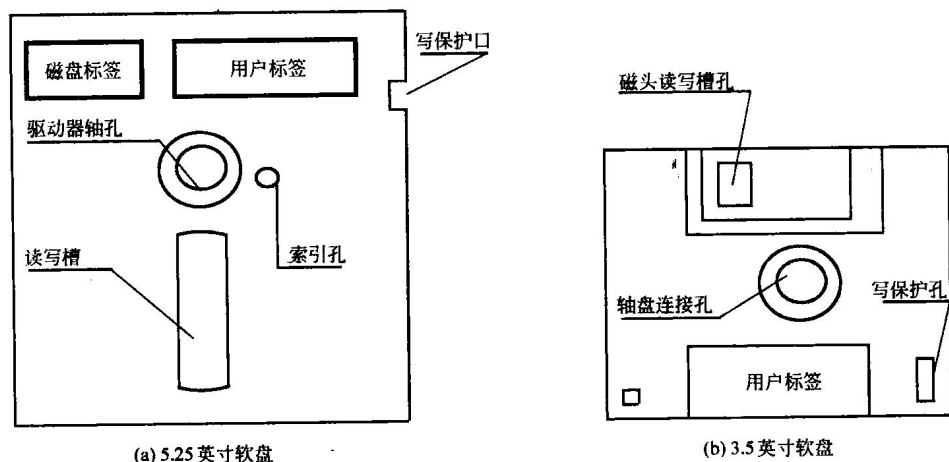 磁盘标签
用户标签
写保护口
驱动器轴孔
读写槽
索引孔
(a) 5.25英寸软盘
磁头读写槽孔
轴盘连接孔
写保护孔
用户标签
(b) 3.5英寸软盘